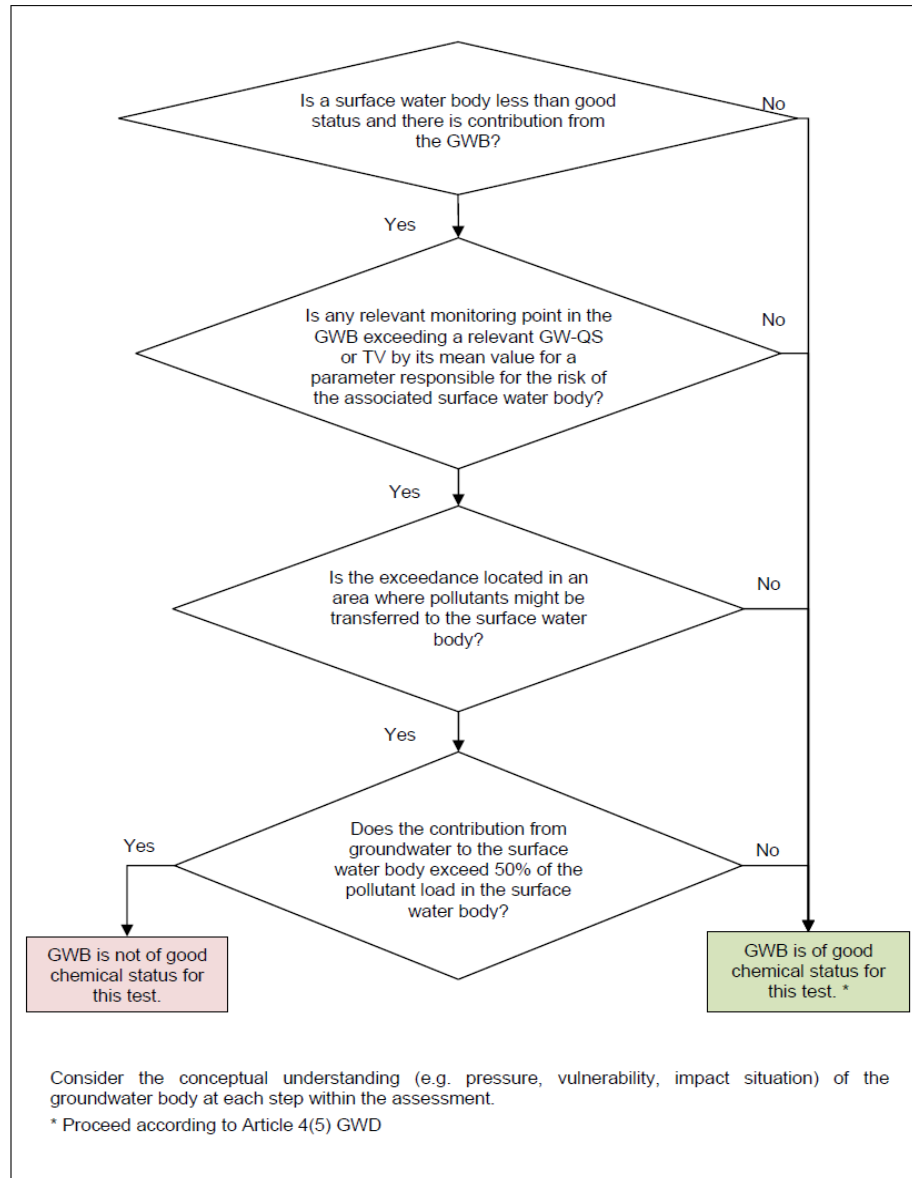 Is a surface water body less than good
status and there is contribution from
the GWB?
No
Yes
Is any relevant monitoring point in the
GWB exceeding a relevant GW-QS
or TV by its mean value for a
parameter responsible for the risk of
the associated surface water body?
No
Yes
Is the exceedance located in an
area where pollutants might be
transferred to the surface water
body?
No
Yes
Does the contribution from
groundwater to the surface
water body exceed 50% of the
pollutant load in the surface
water body?
Yes
No
GWB is not of good
chemical status for
this test.
GWB is of good
chemical status for
this test. *
Consider the conceptual understanding (e.g. pressure, vulnerability, impact situation) of the
groundwater body at each step within the assessment.
* Proceed according to Article 4(5) GWD